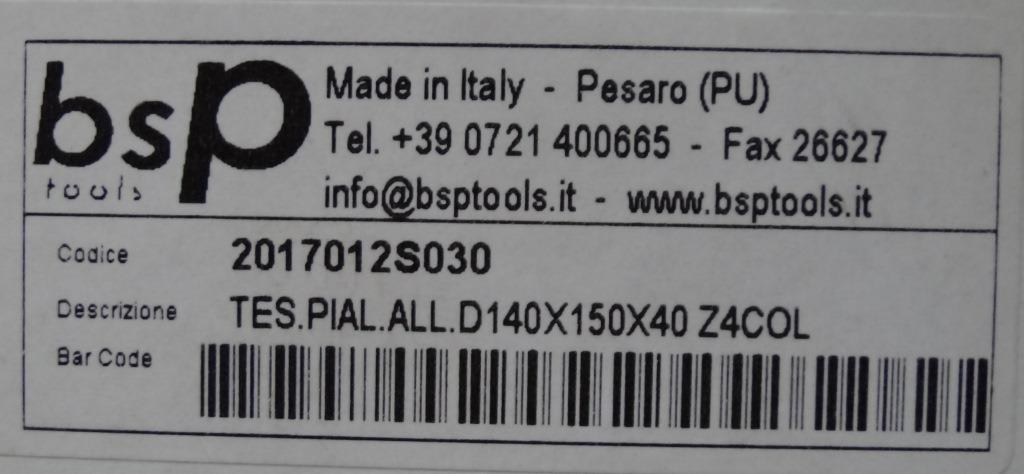 bsp
tools
Made in Italy - Pesaro (PU)
Tel. +39 0721 400665 - Fax 26627
info@bsptools.it - www.bsptools.it
Codice 2017012S030
Descrizione TES.PIAL.ALL.D140X150X40 Z4COL
Bar Code